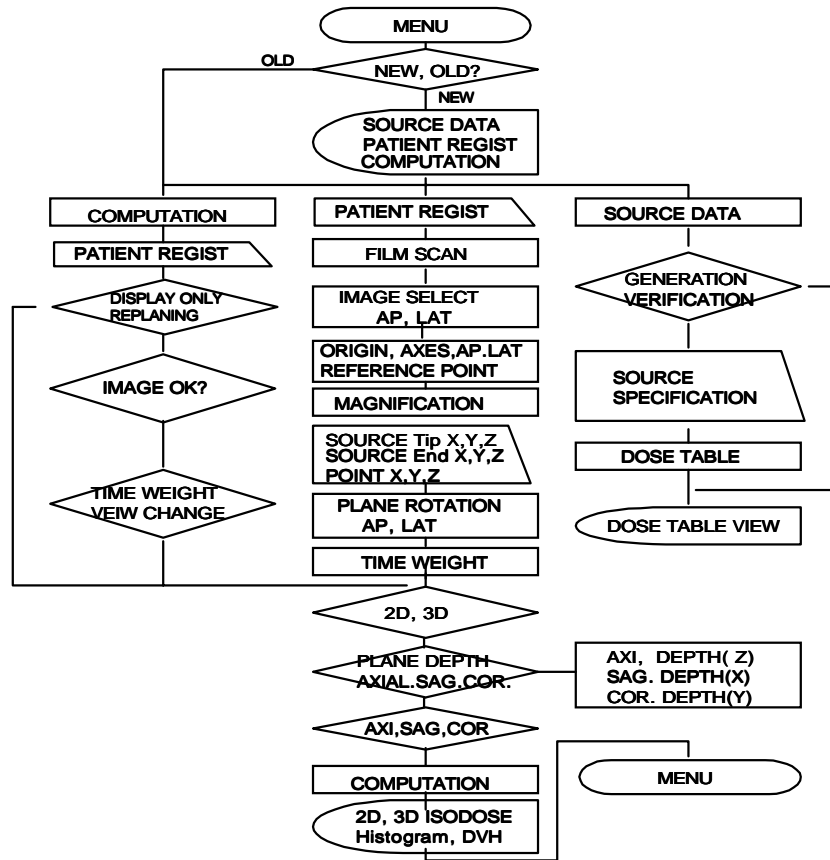 MENU
OLD
NEW, OLD?
NEW
SOURCE DATA
PATIENT REGIST
COMPUTATION
COMPUTATION
PATIENT REGIST
DISPLAY ONLY
REPLANING
IMAGE OK?
TIME WEIGHT
VEIW CHANGE
PATIENT REGIST
FILM SCAN
IMAGE SELECT
AP, LAT
ORIGIN, AXES,AP.LAT
REFERENCE POINT
MAGNIFICATION
SOURCE Tip X,Y,Z
SOURCE End X,Y,Z
POINT X,Y,Z
PLANE ROTATION
AP, LAT
TIME WEIGHT
SOURCE DATA
GENERATION
VERIFICATION
SOURCE
SPECIFICATION
DOSE TABLE
DOSE TABLE VIEW
2D, 3D
PLANE DEPTH
AXIAL.SAG.COR.
AXI, DEPTH( Z)
SAG. DEPTH(X)
COR. DEPTH(Y)
AXI,SAG,COR
COMPUTATION
2D, 3D ISODOSE
Histogram, DVH
MENU